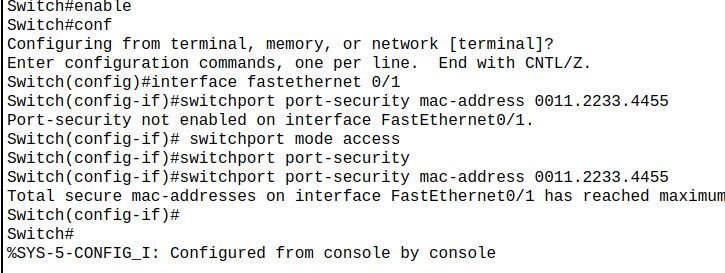 Switch#enable
Switch#conf
Configuring from terminal, memory, or network [terminal]?
Enter configuration commands, one per line.  End with CNTL/Z.
Switch(config)#interface fastethernet 0/1
Switch(config-if)#switchport port-security mac-address 0011.2233.4455
Port-security not enabled on interface FastEthernet0/1.
Switch(config-if)# switchport mode access
Switch(config-if)#switchport port-security
Switch(config-if)#switchport port-security mac-address 0011.2233.4455
Total secure mac-addresses on interface FastEthernet0/1 has reached maximum
Switch(config-if)#
Switch#
%SYS-5-CONFIG_I: Configured from console by console